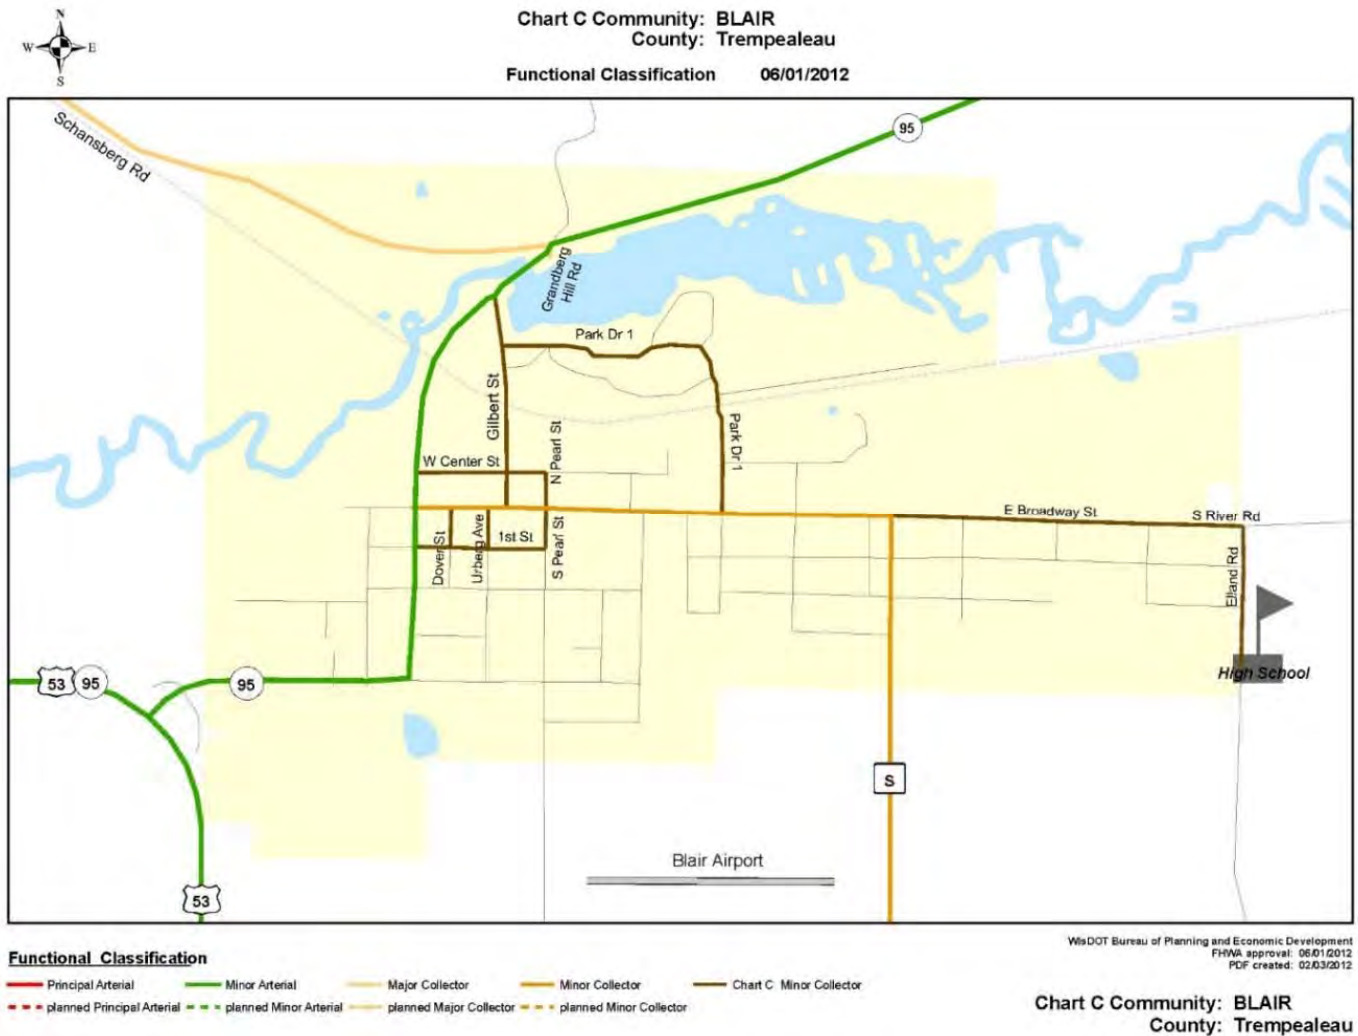 N
W E
S
Chart C Community: BLAIR
County: Trempealeau
Functional Classification 06/01/2012
Schansberg Rd
95
Grandberg
Hill Rd
Park Dr 1
Gilbert St
N Pearl St
Park Dr 1
W Center St
E Broadway St
S River Rd
Dover St
Urberg Ave
1st St
S Pearl St
Elland Rd
High School
53
95
95
S
Blair Airport
53
Functional Classification
Principal Arterial Minor Arterial Major Collector Minor Collector Chart C Minor Collector
planned Principal Arterial planned Minor Arterial planned Major Collector planned Minor Collector
WisDOT Bureau of Planning and Economic Development
FHWA approval: 06/01/2012
PDF created: 02/03/2012
Chart C Community: BLAIR
County: Trempealeau